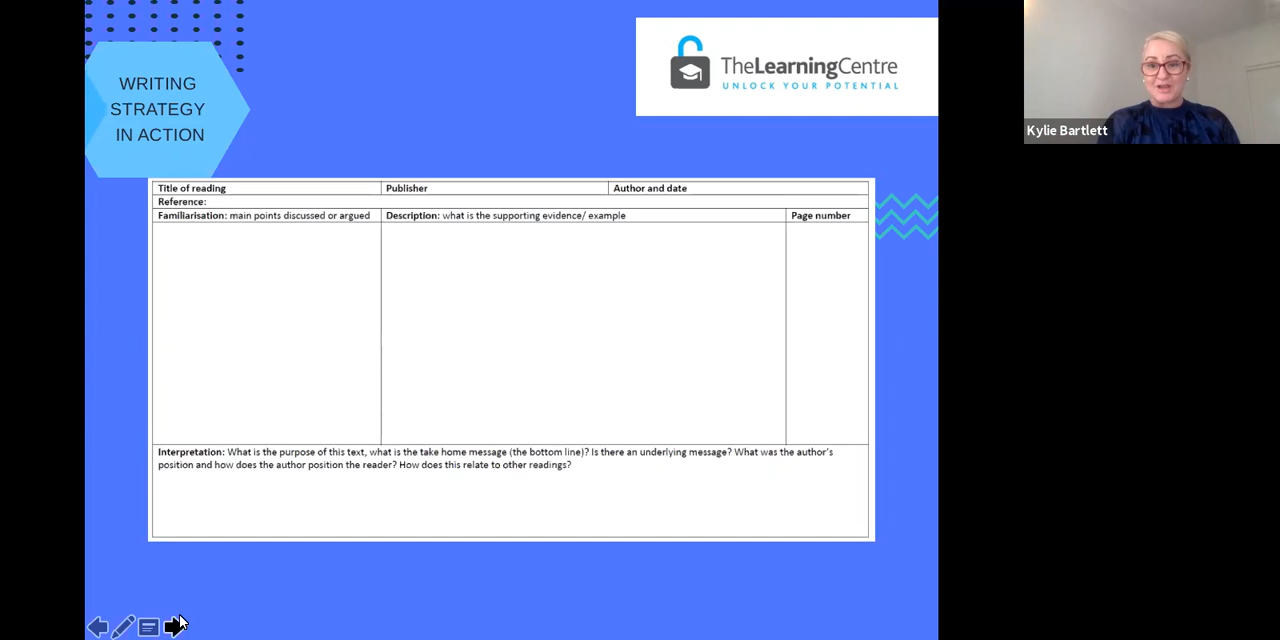 WRITING
STRATEGY
IN ACTION
TheLearningCentre
UNLOCK YOUR POTENTIAL
Kylie Bartlett
Title of reading
Publisher
Author and date
Reference:
Familiarisation: main points discussed or argued
Description: what is the supporting evidence/ example
Page number
Interpretation: What is the purpose of this text, what is the take home message (the bottom line)? Is there an underlying message? What was the author's
position and how does the author position the reader? How does this relate to other readings?